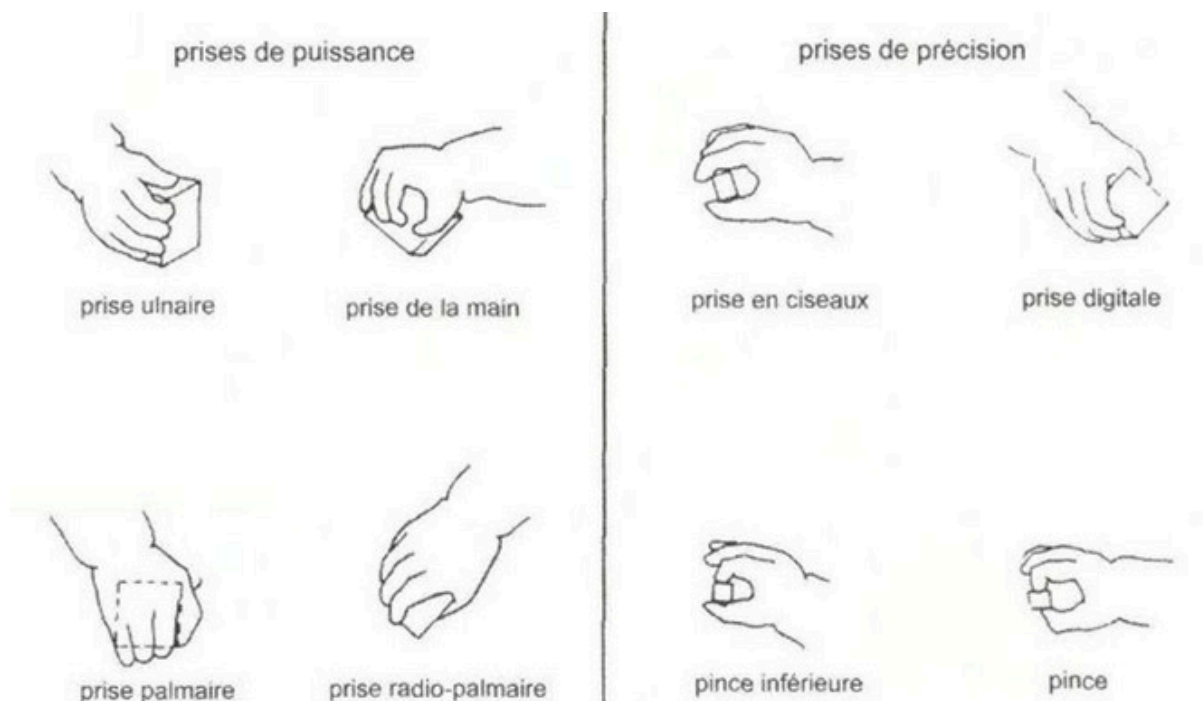 prises de puissance
prises de précision
prise ulnaire
prise de la main
prise en ciseaux
prise digitale
prise palmaire
prise radio-palmaire
pince inférieure
pince